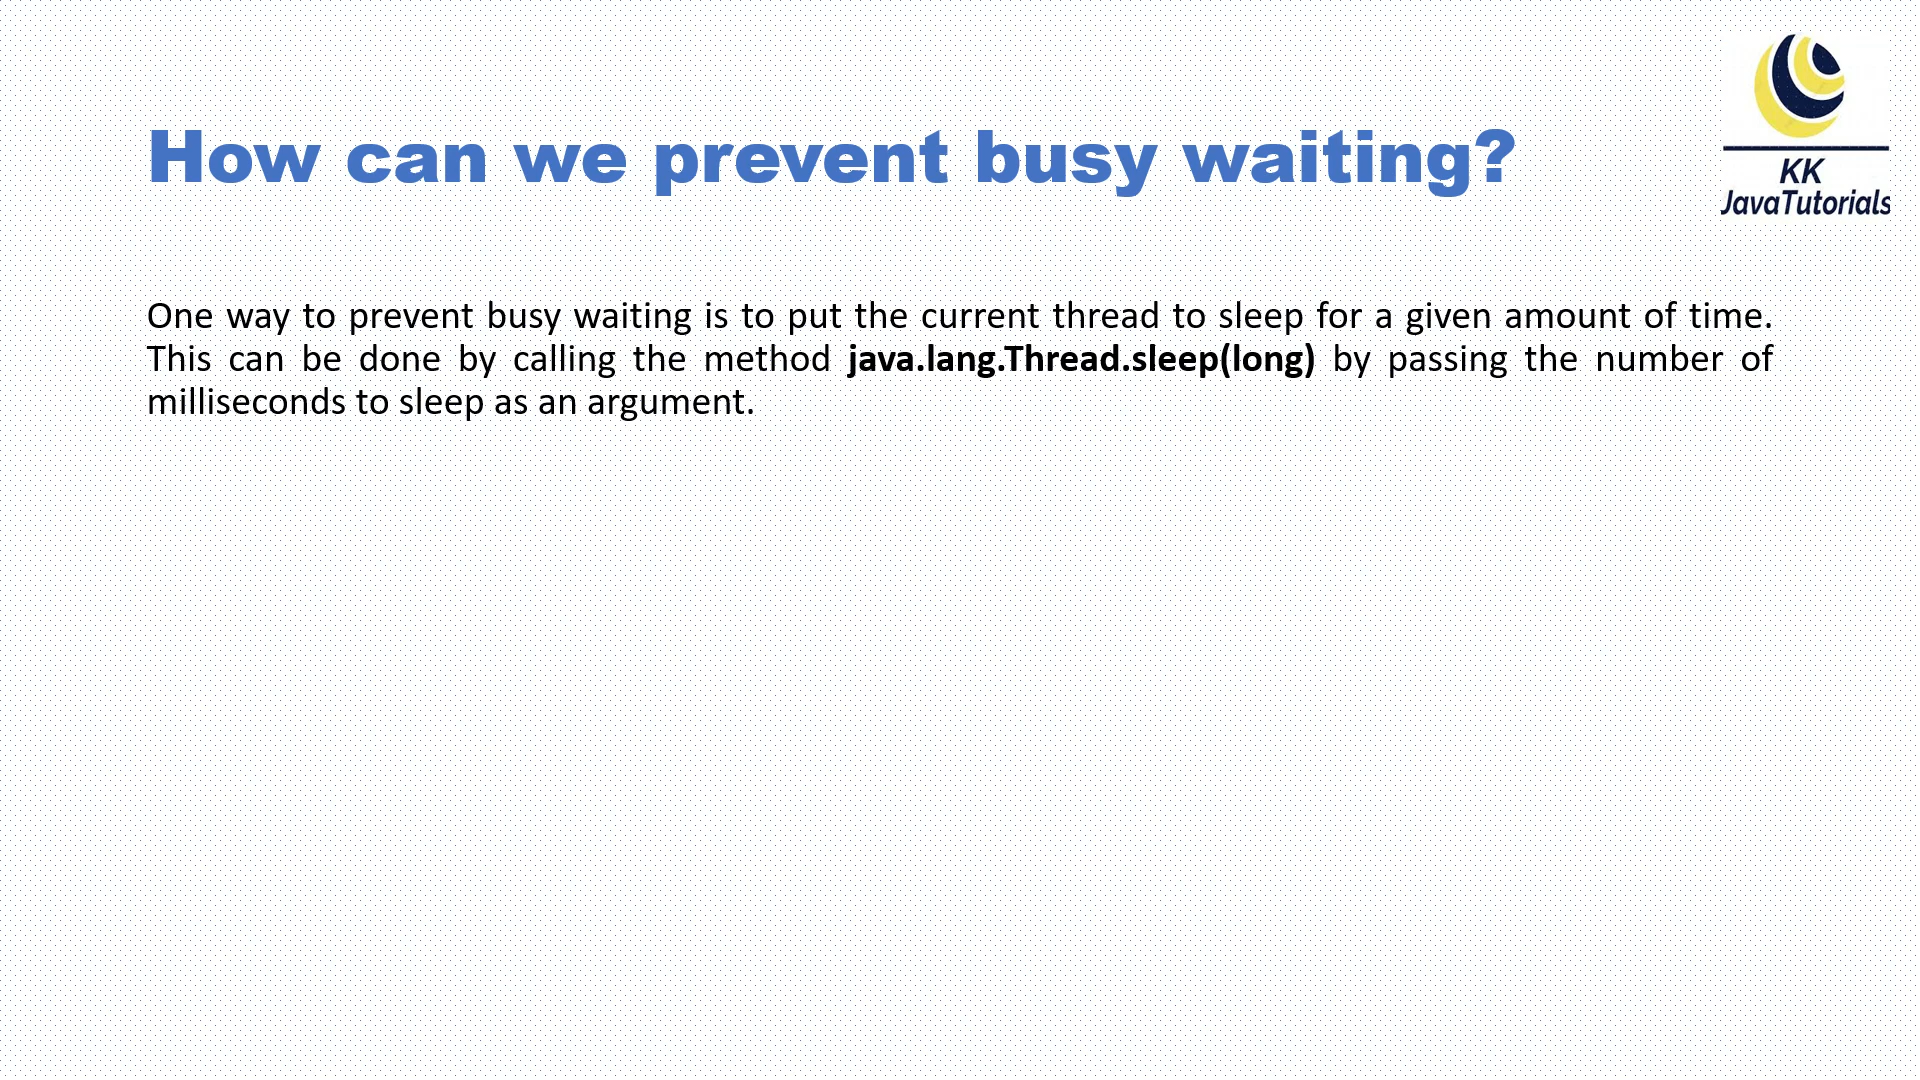 How can we prevent busy waiting?
KK
JavaTutorials
One way to prevent busy waiting is to put the current thread to sleep for a given amount of time.
This can be done by calling the method java.lang.Thread.sleep(long) by passing the number of
milliseconds to sleep as an argument.